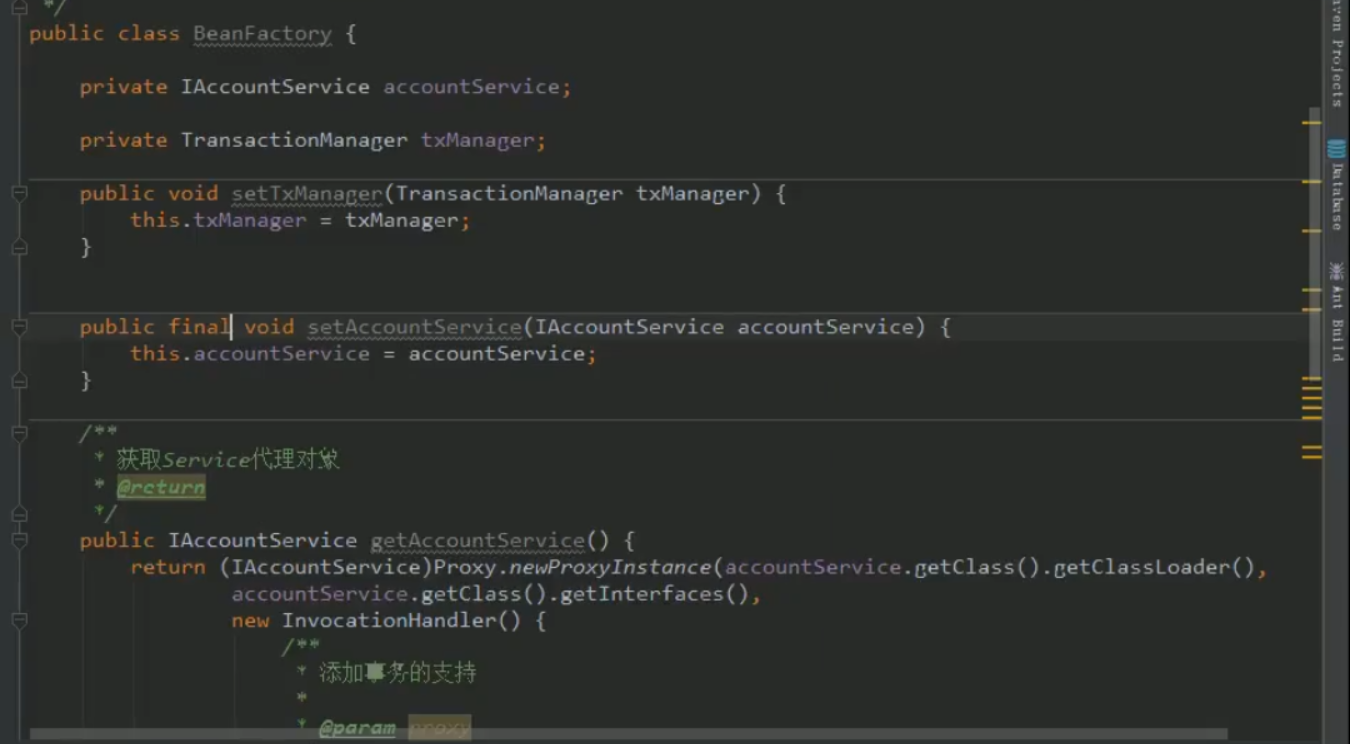 */
public class BeanFactory {
private IAccountService accountService;
private TransactionManager txManager;
public void setTxManager(TransactionManager txManager) {
this.txManager = txManager;
}
public final void setAccountService(IAccountService accountService) {
this.accountService = accountService;
}
/**
* 获取Service代理对象
* @return
*/
public IAccountService getAccountService() {
return (IAccountService)Proxy.newProxyInstance(accountService.getClass().getClassLoader(),
accountService.getClass().getInterfaces(),
new InvocationHandler() {
/**
* 添加事务的支持
*
* @param proxy
aven Projects
Database
Ant Build